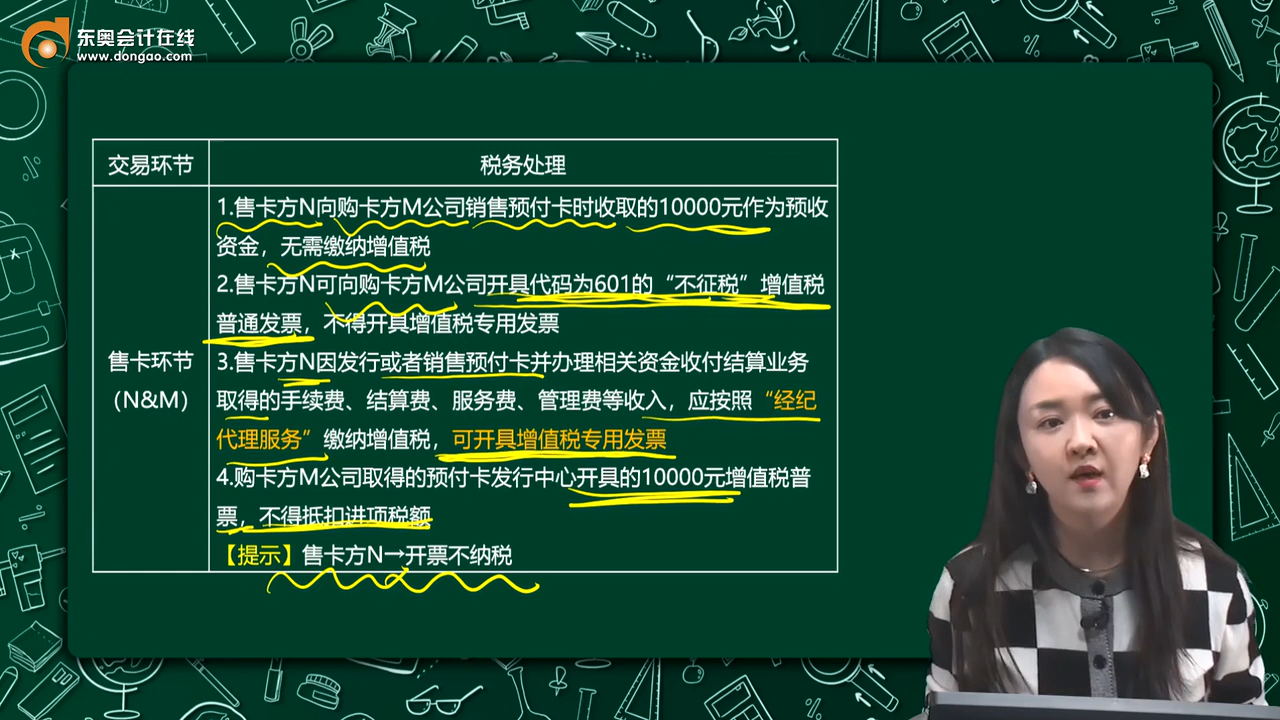 东奥会计在线
www.dongao.com
交易环节
税务处理
售卡环节
（N&M）
1.售卡方N向购卡方M公司销售预付卡时收取的10000元作为预收
资金，无需缴纳增值税
2.售卡方N可向购卡方M公司开具代码为601的“不征税”增值税
普通发票，不得开具增值税专用发票
3.售卡方N因发行或者销售预付卡并办理相关资金收付结算业务
取得的手续费、结算费、服务费、管理费等收入，应按照“经纪
代理服务”缴纳增值税，可开具增值税专用发票
4.购卡方M公司取得的预付卡发行中心开具的10000元增值税普
票，不得抵扣进项税额
【提示】售卡方N→开票不纳税